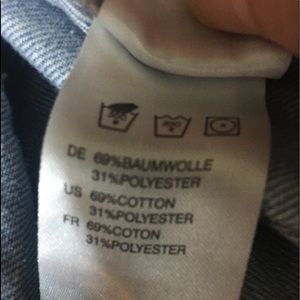 DE 69%BAUMWOLLE
31%POLYESTER
US 69%COTTON
31%POLYESTER
FR 69%COTON
31%POLYESTER